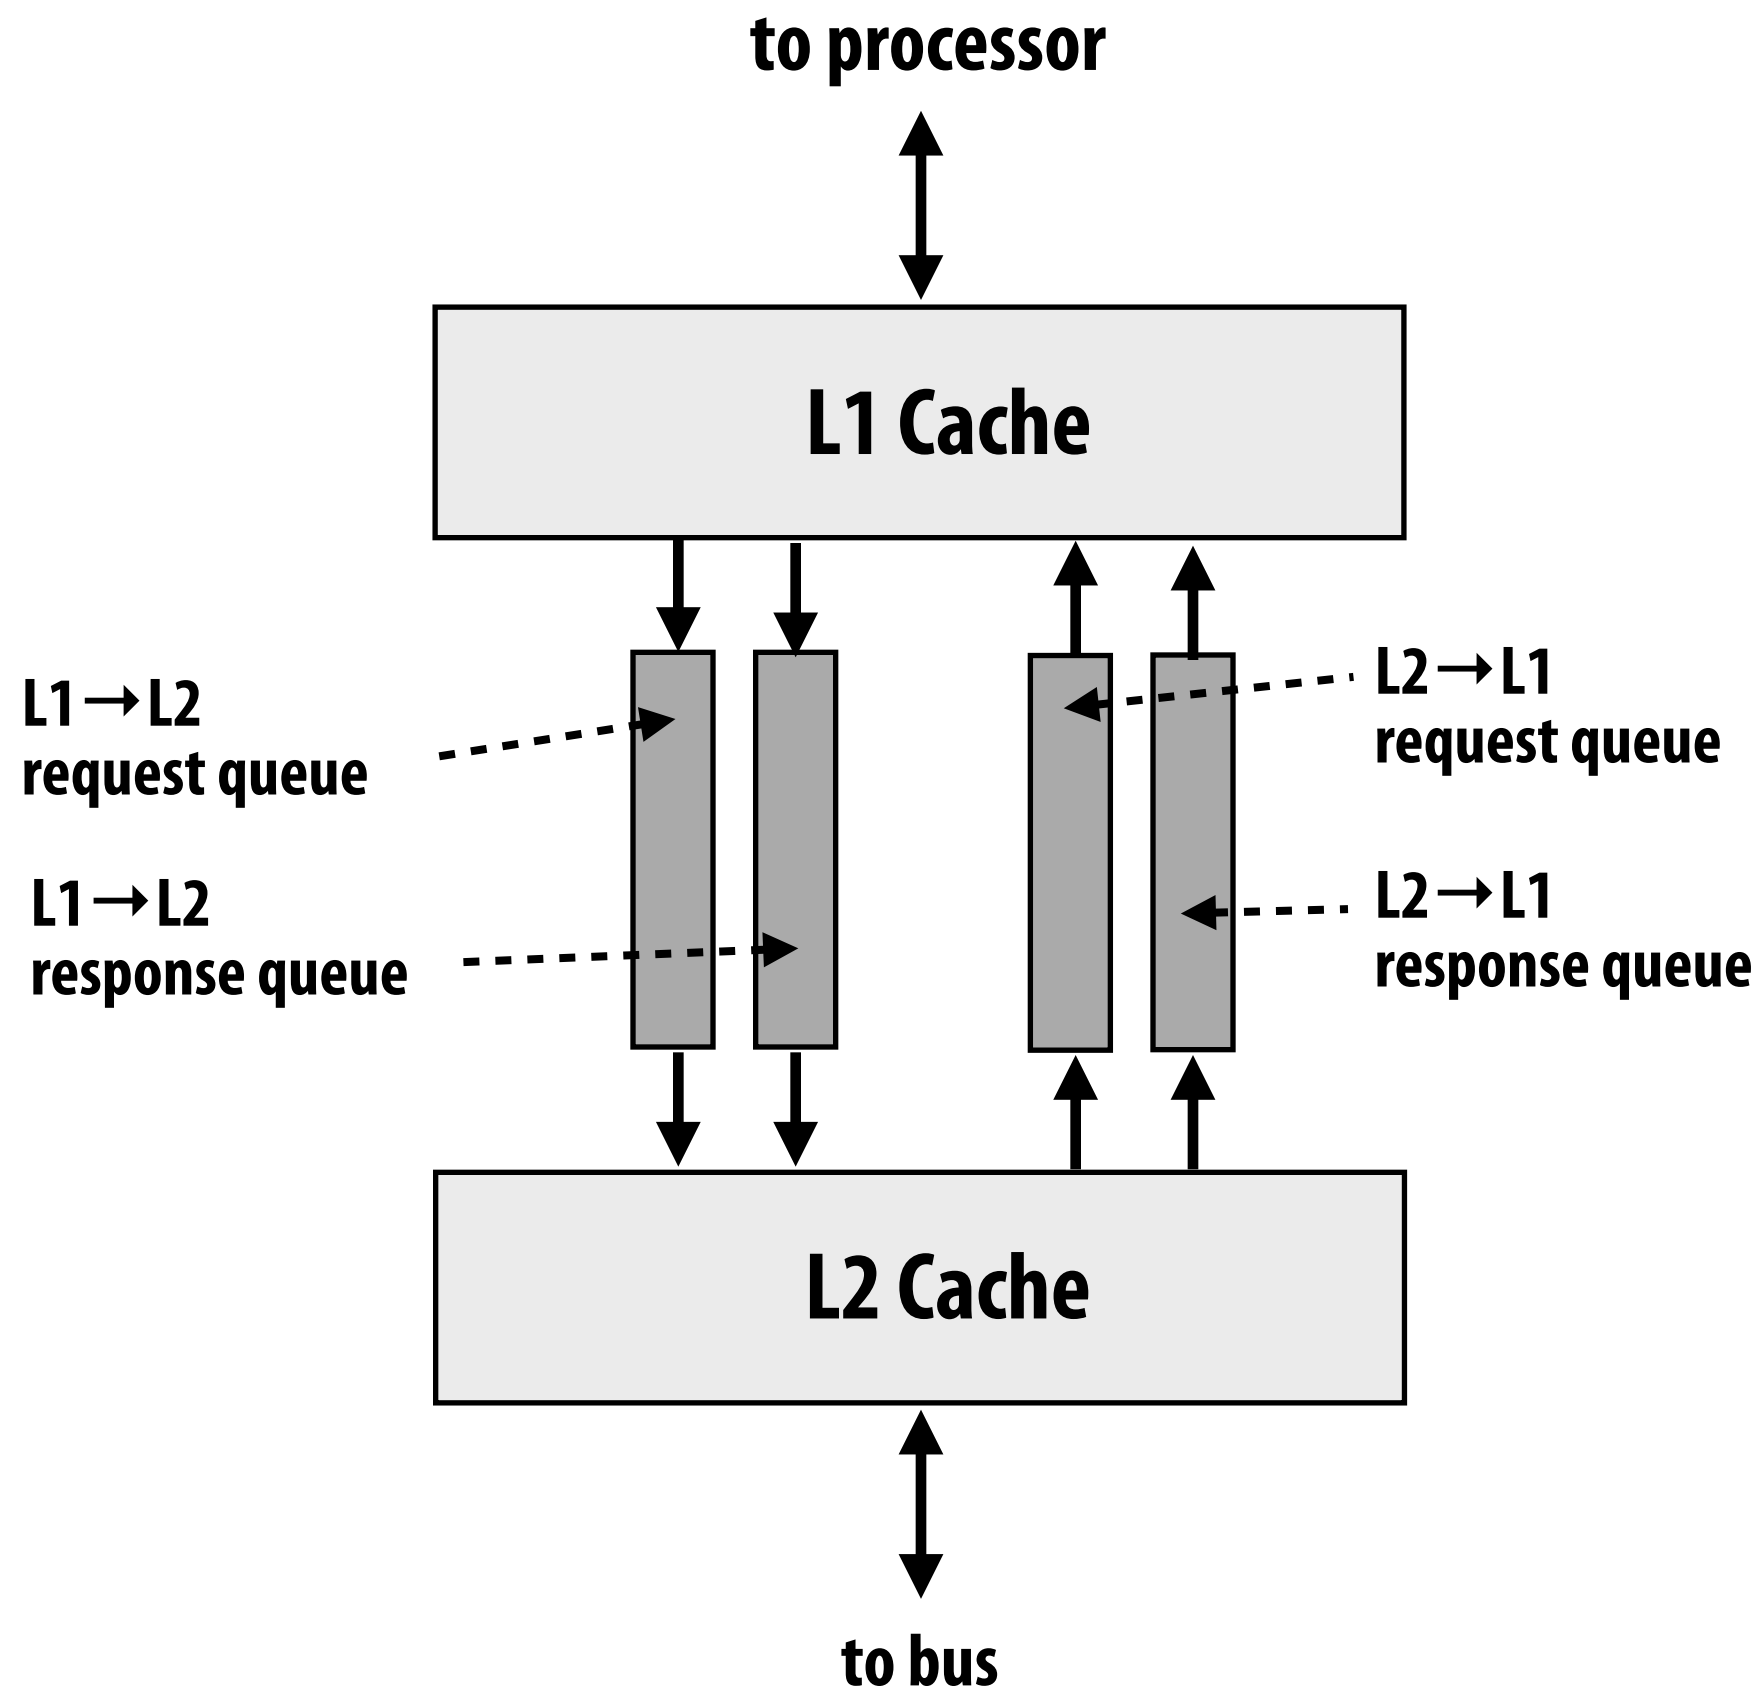 to processor
L1 Cache
L1→L2
request queue
L1→L2
response queue
L2→L1
request queue
L2→L1
response queue
L2 Cache
to bus